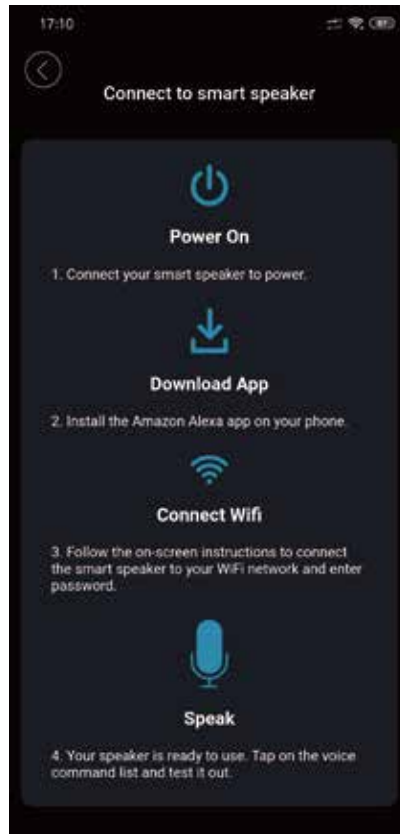 17:10
Connect to smart speaker
Power On
1. Connect your smart speaker to power.
Download App
2. Install the Amazon Alexa app on your phone.
Connect Wifi
3. Follow the on-screen instructions to connect
the smart speaker to your WiFi network and enter
password.
Speak
4. Your speaker is ready to use. Tap on the voice
command list and test it out.